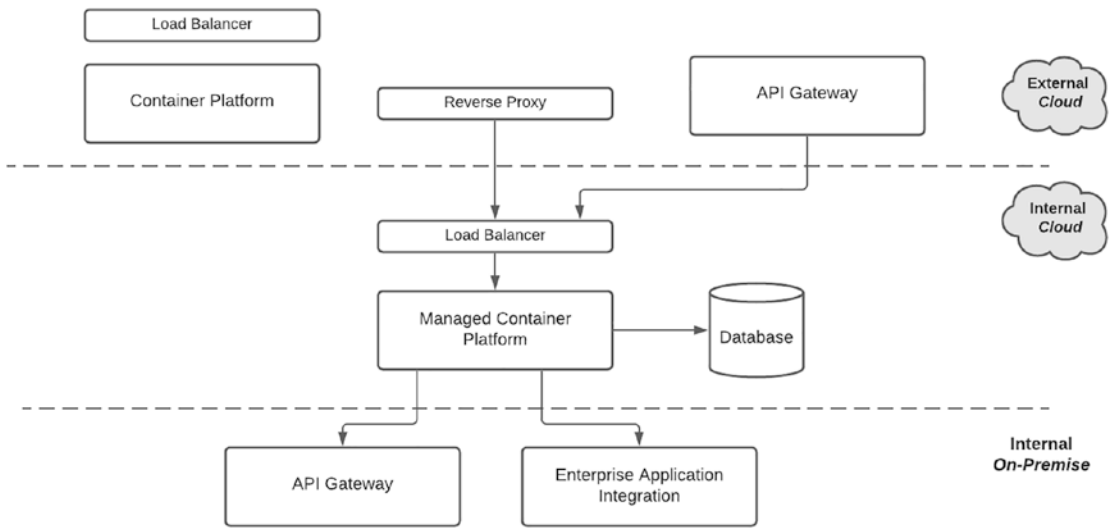 Load Balancer
Container Platform
Reverse Proxy
API Gateway
External
Cloud
Internal
Cloud
Load Balancer
Managed Container
Platform
Database
API Gateway
Enterprise Application
Integration
Internal
On-Premise